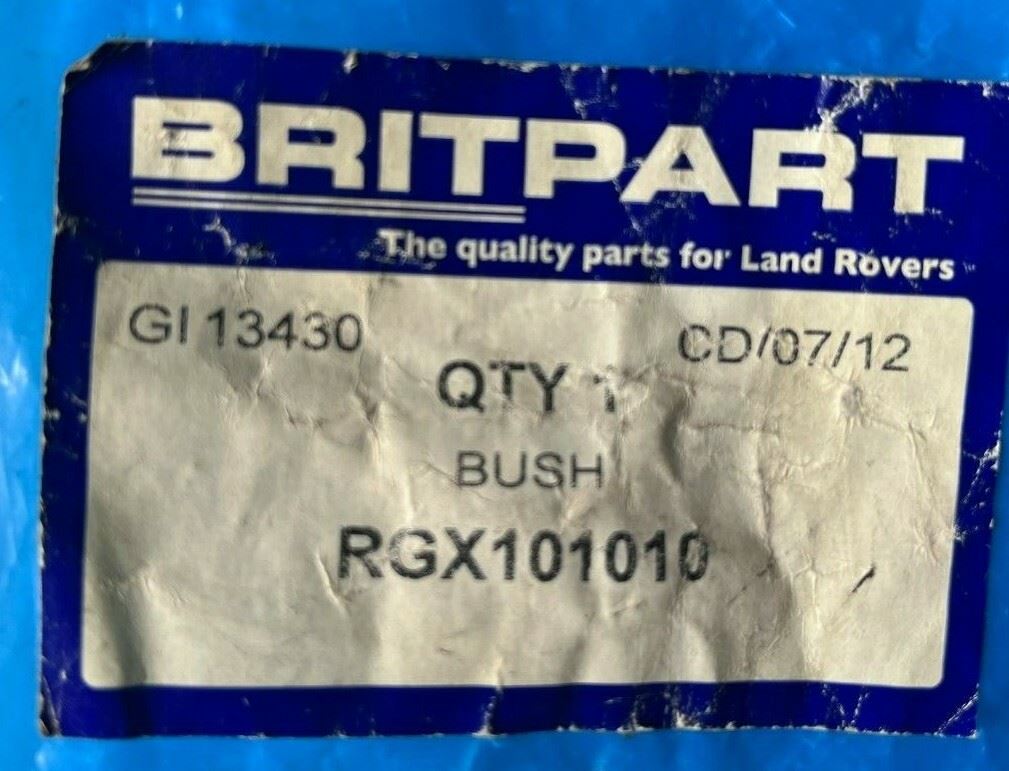 BRITPART
The quality parts for Land Rovers
GI 13430 CD/07/12
QTY 1
BUSH
RGX101010